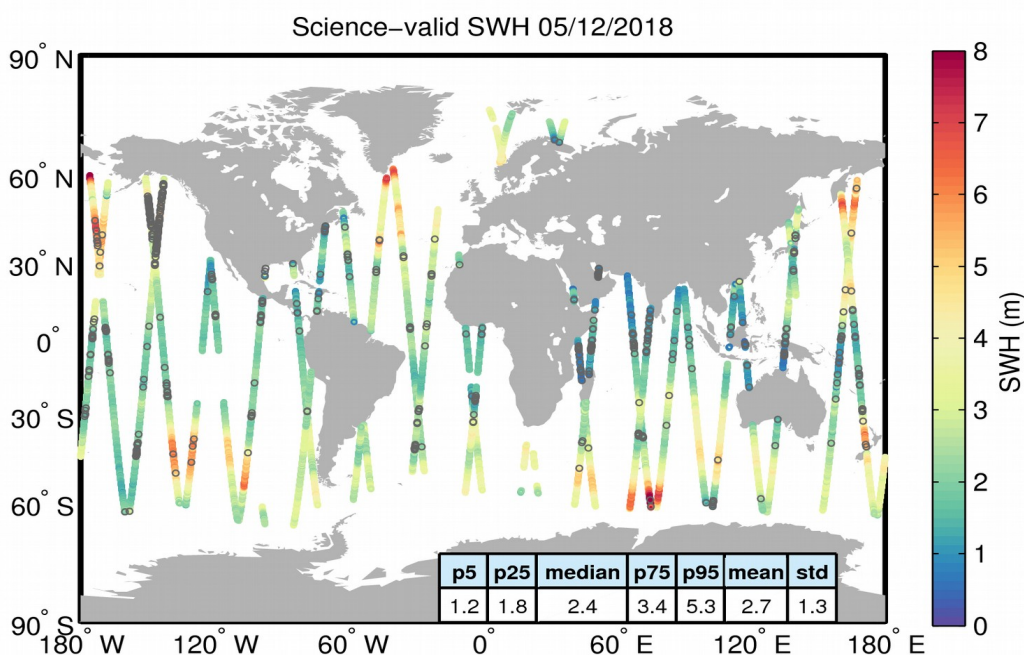 Science−valid SWH 05/12/2018
90° N
60° N
30° N
0°
30° S
60° S
90° S
180° W
120° W
60° W
0°
60° E
120° E
180° E
p5 p25 median p75 p95 mean std
1.2 1.8 2.4 3.4 5.3 2.7 1.3
8
7
6
5
4
3
2
1
0
SWH (m)